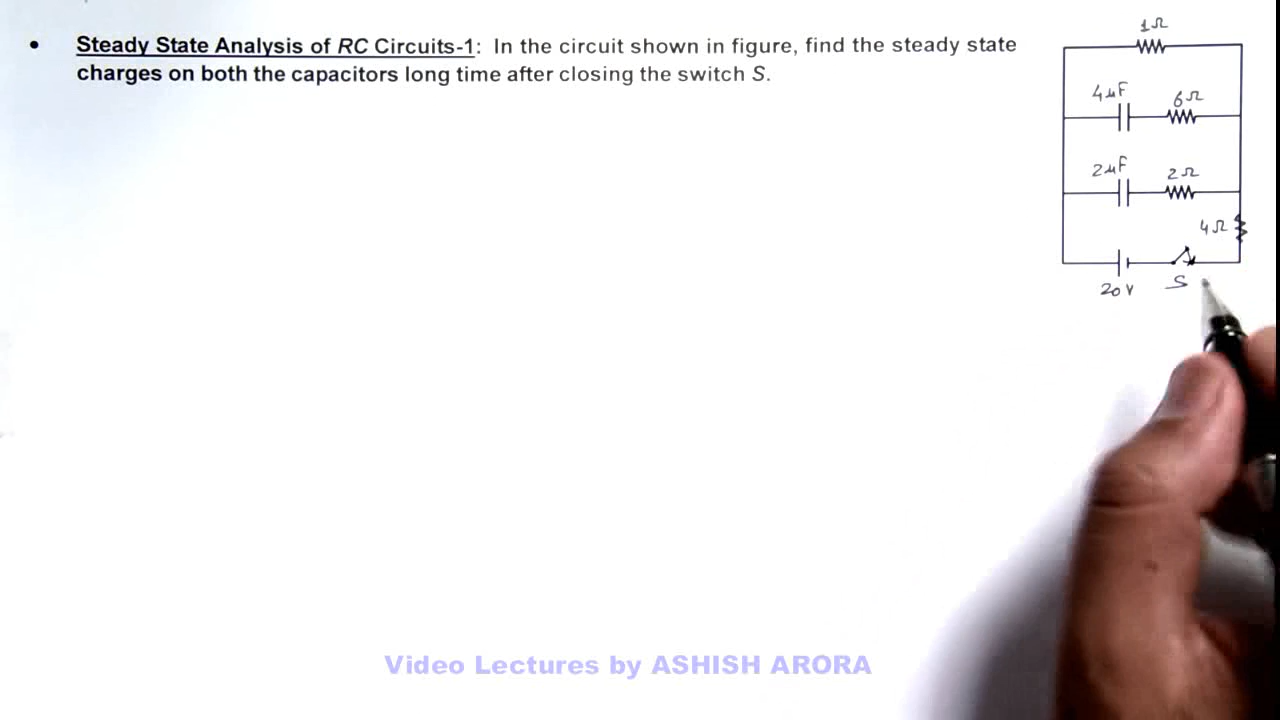 • Steady State Analysis of RC Circuits-1: In the circuit shown in figure, find the steady state
charges on both the capacitors long time after closing the switch S.
1Ω
4μF 6Ω
2μF 2Ω
4Ω
20V S
Video Lectures by ASHISH ARORA